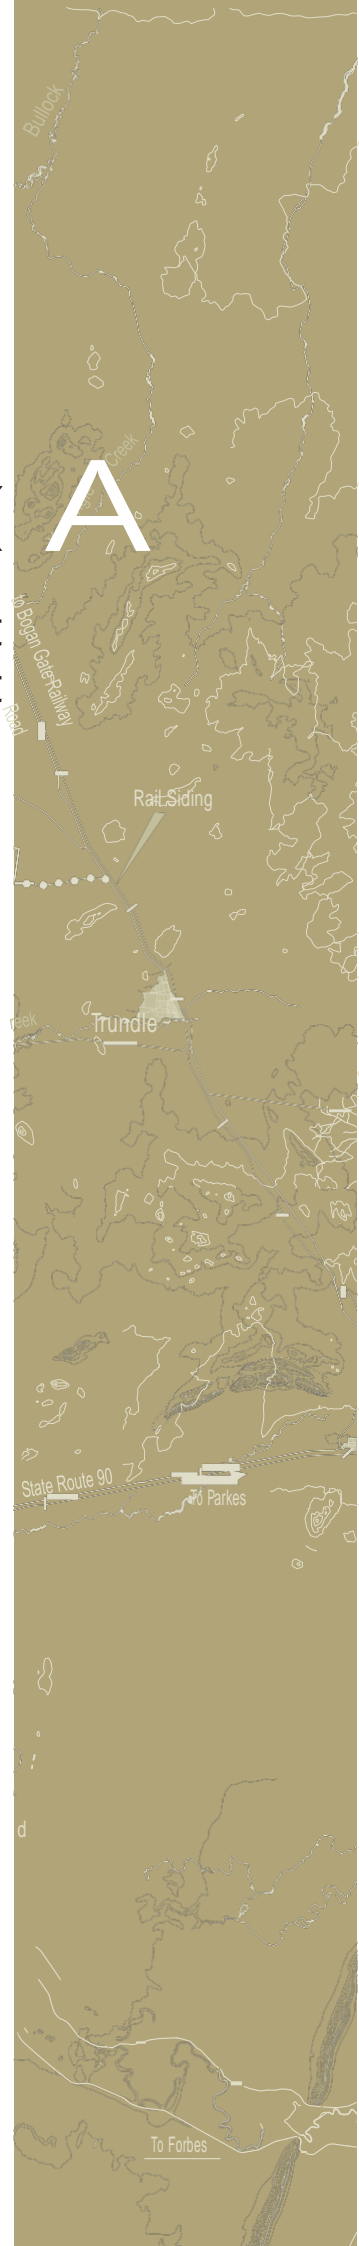 Bullock
Creek
A
to Bogan Gate Railway
Road
Rail Siding
Trundle
State Route 90
To Parkes
d
To Forbes